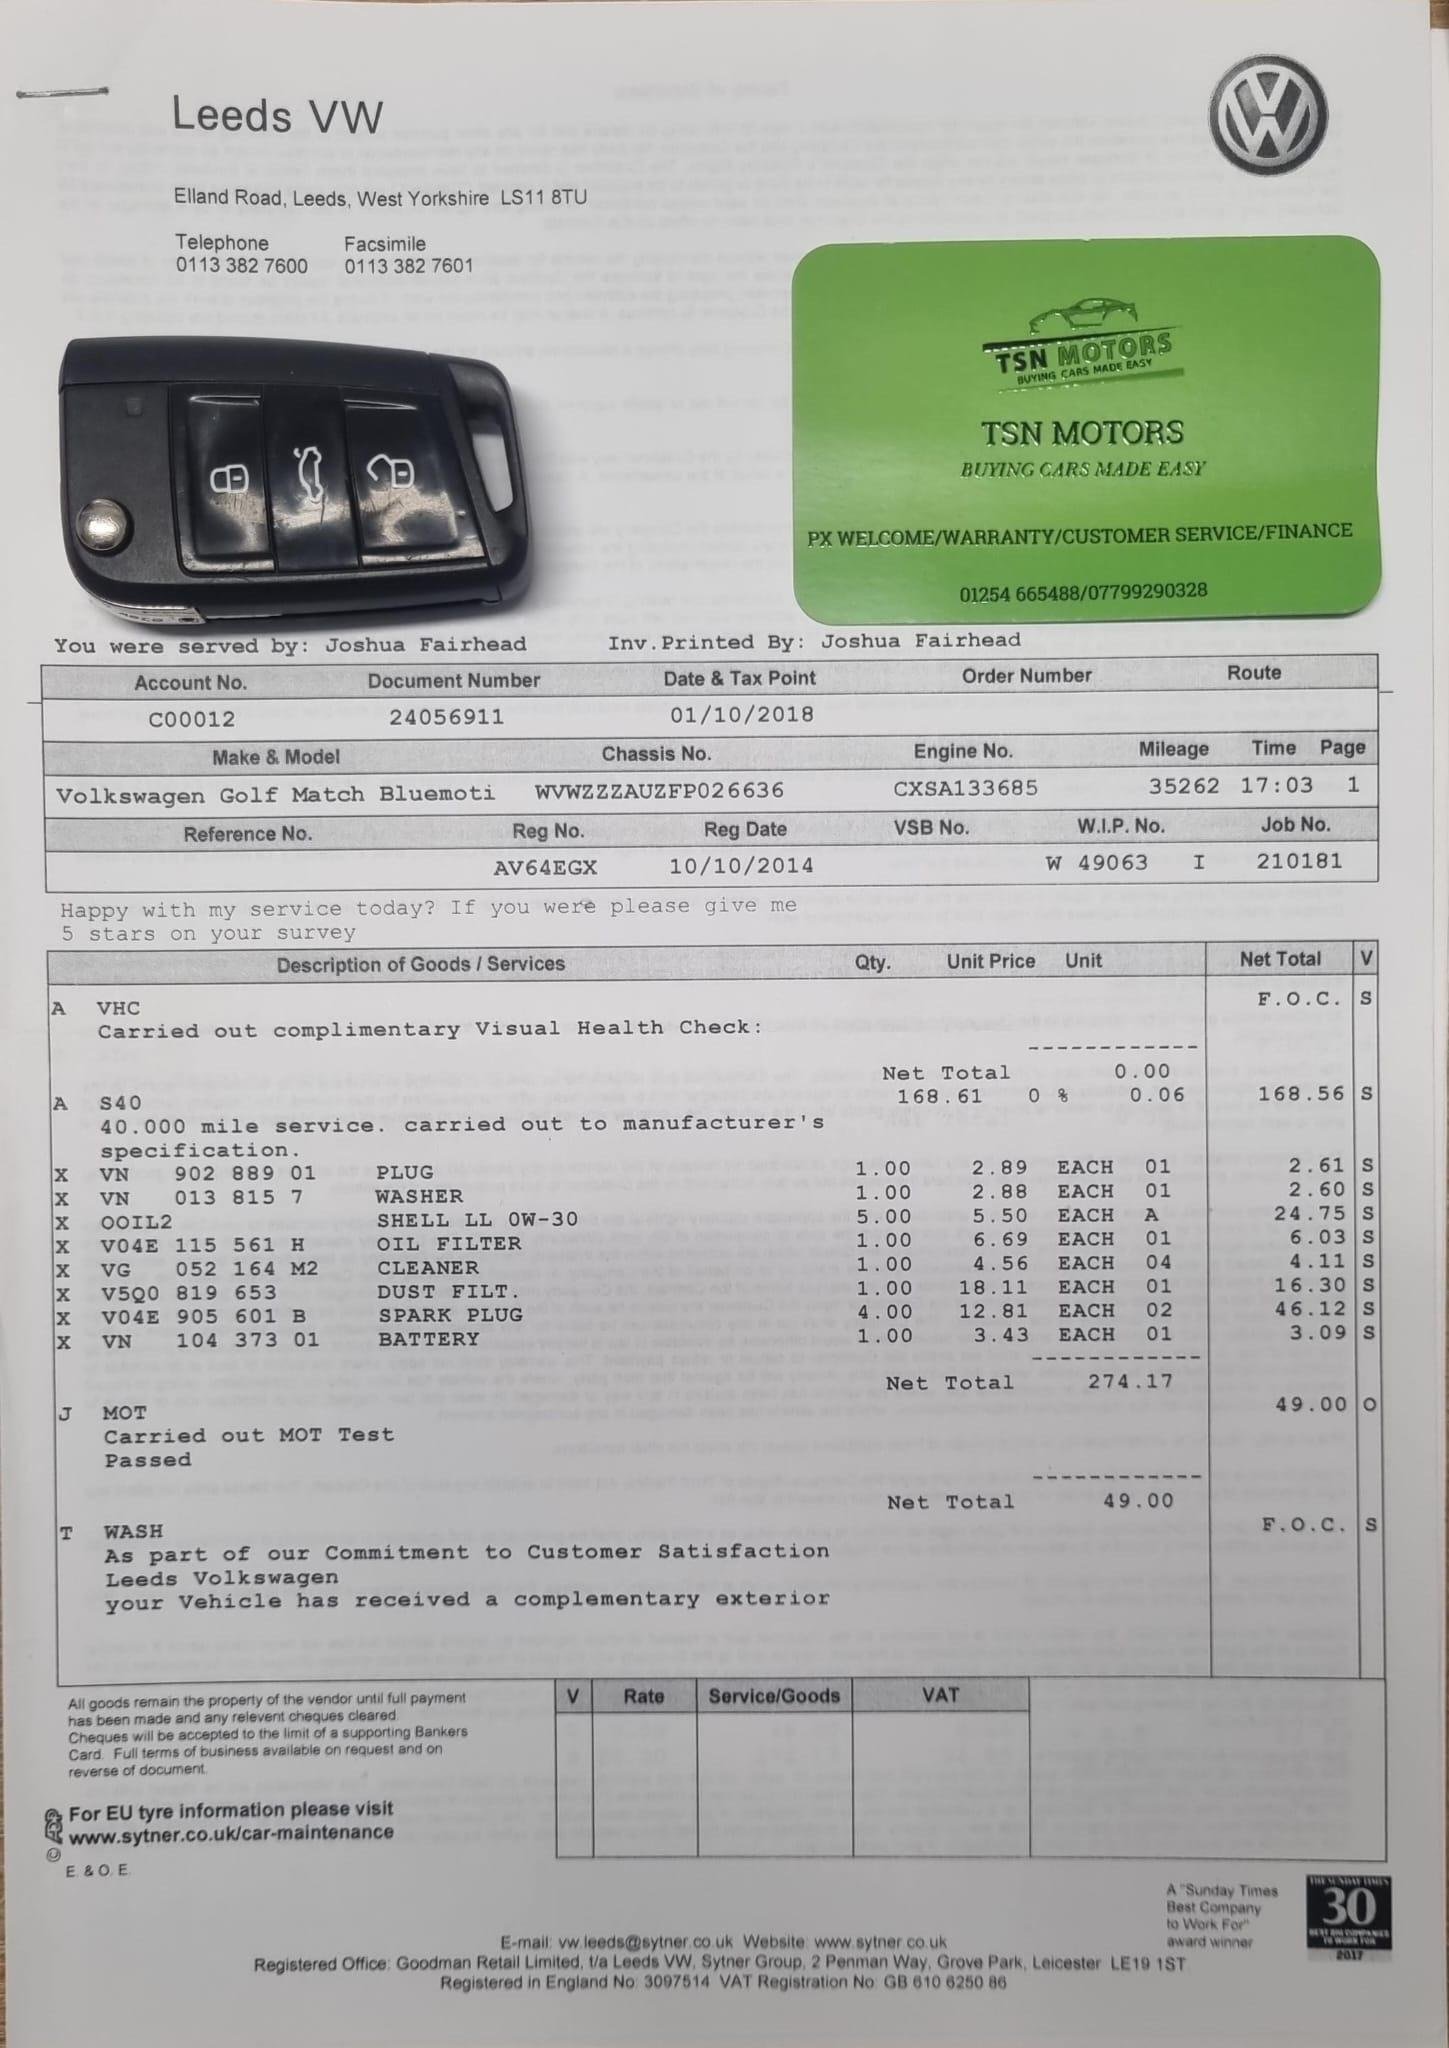 Leeds VW
Elland Road, Leeds, West Yorkshire LS11 8TU
Telephone Facsimile
0113 382 7600 0113 382 7601
TSN MOTORS
BUYING CARS MADE EASY
TSN MOTORS
BUYING CARS MADE EASY
PX WELCOME/WARRANTY/CUSTOMER SERVICE/FINANCE
01254 665488/07799290328
You were served by: Joshua Fairhead Inv.Printed By: Joshua Fairhead
Account No. Document Number Date & Tax Point Order Number Route
C00012 24056911 01/10/2018
Make & Model Chassis No. Engine No. Mileage Time Page
Volkswagen Golf Match Bluemoti WVWZZZAUZFP026636 CXSA133685 35262 17:03 1
Reference No. Reg No. Reg Date VSB No. W.I.P. No. Job No.
AV64EGX 10/10/2014 W 49063 I 210181
Happy with my service today? If you were please give me
5 stars on your survey
Description of Goods / Services Qty. Unit Price Unit Net Total V
A VHC F.O.C. S
Carried out complimentary Visual Health Check:
Net Total 0.00
A S40 168.61 0 % 0.06 168.56 S
40.000 mile service. carried out to manufacturer's
specification.
X VN 902 889 01 PLUG 1.00 2.89 EACH 01 2.61 S
X VN 013 815 7 WASHER 1.00 2.88 EACH 01 2.60 S
X OOIL2 SHELL LL 0W-30 5.00 5.50 EACH A 24.75 S
X V04E 115 561 H OIL FILTER 1.00 6.69 EACH 01 6.03 S
X VG 052 164 M2 CLEANER 1.00 4.56 EACH 04 4.11 S
X V5Q0 819 653 DUST FILT. 1.00 18.11 EACH 01 16.30 S
X V04E 905 601 B SPARK PLUG 4.00 12.81 EACH 02 46.12 S
X VN 104 373 01 BATTERY 1.00 3.43 EACH 01 3.09 S
Net Total 274.17
J MOT 49.00 O
Carried out MOT Test
Passed
Net Total 49.00
T WASH F.O.C. S
As part of our Commitment to Customer Satisfaction
Leeds Volkswagen
your Vehicle has received a complementary exterior
V Rate Service/Goods VAT
All goods remain the property of the vendor until full payment
has been made and any relevent cheques cleared.
Cheques will be accepted to the limit of a supporting Bankers
Card. Full terms of business available on request and on
reverse of document.
For EU tyre information please visit
www.sytner.co.uk/car-maintenance
E. & O. E.
A "Sunday Times
Best Company
to Work For"
award winner
THE SUNDAY TIMES
30
BEST BIG COMPANIES
TO WORK FOR
2017
E-mail: vw.leeds@sytner.co.uk Website: www.sytner.co.uk
Registered Office: Goodman Retail Limited, t/a Leeds VW, Sytner Group, 2 Penman Way, Grove Park, Leicester LE19 1ST
Registered in England No: 3097514 VAT Registration No: GB 610 6250 86